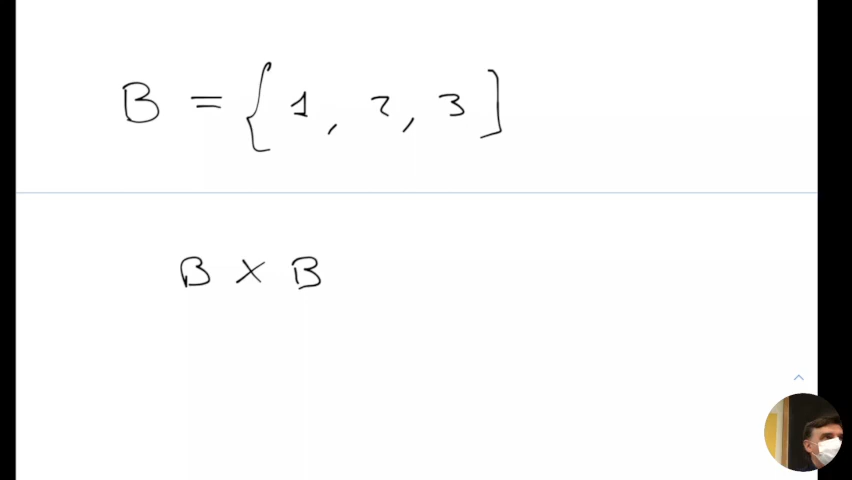 B = {1, 2, 3]
B × B